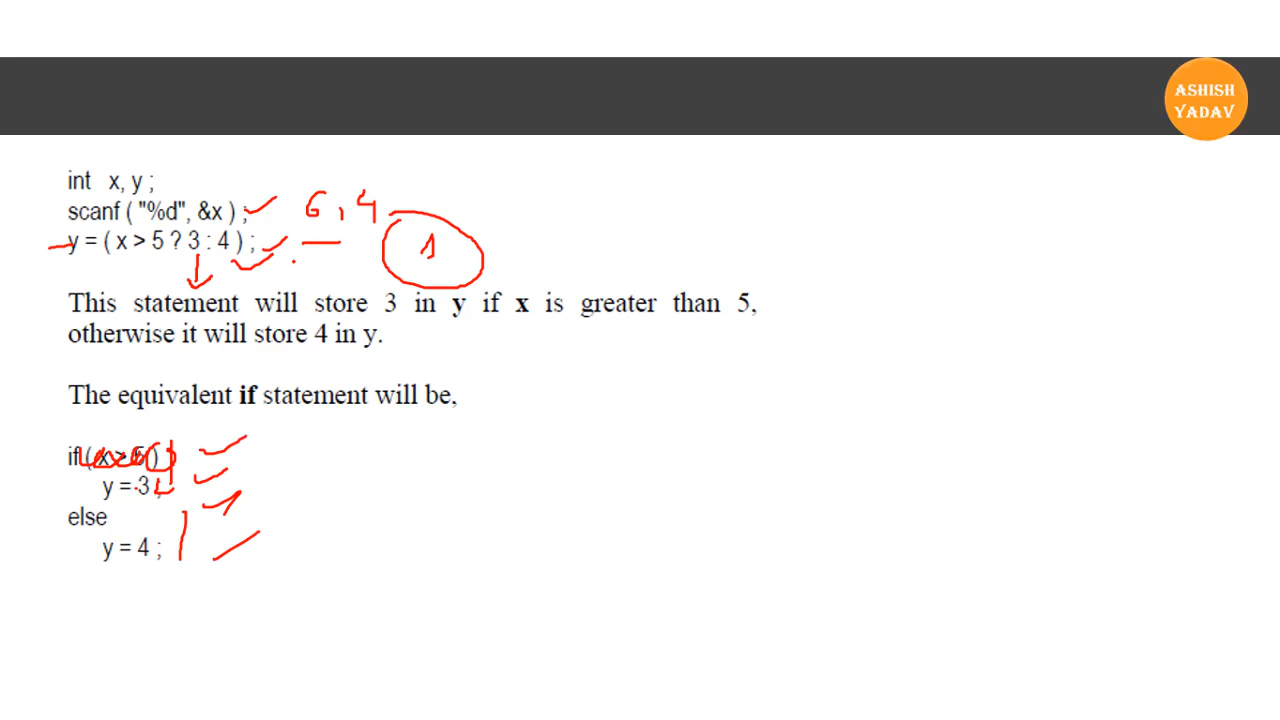 ASHISH
YADAV
int x, y ;
scanf ( "%d", &x ) ; 6 , 4
y = ( x > 5 ? 3 : 4 ) ; 1
This statement will store 3 in y if x is greater than 5,
otherwise it will store 4 in y.
The equivalent if statement will be,
if ( x > 5 )
y = 3 ;
else
y = 4 ;